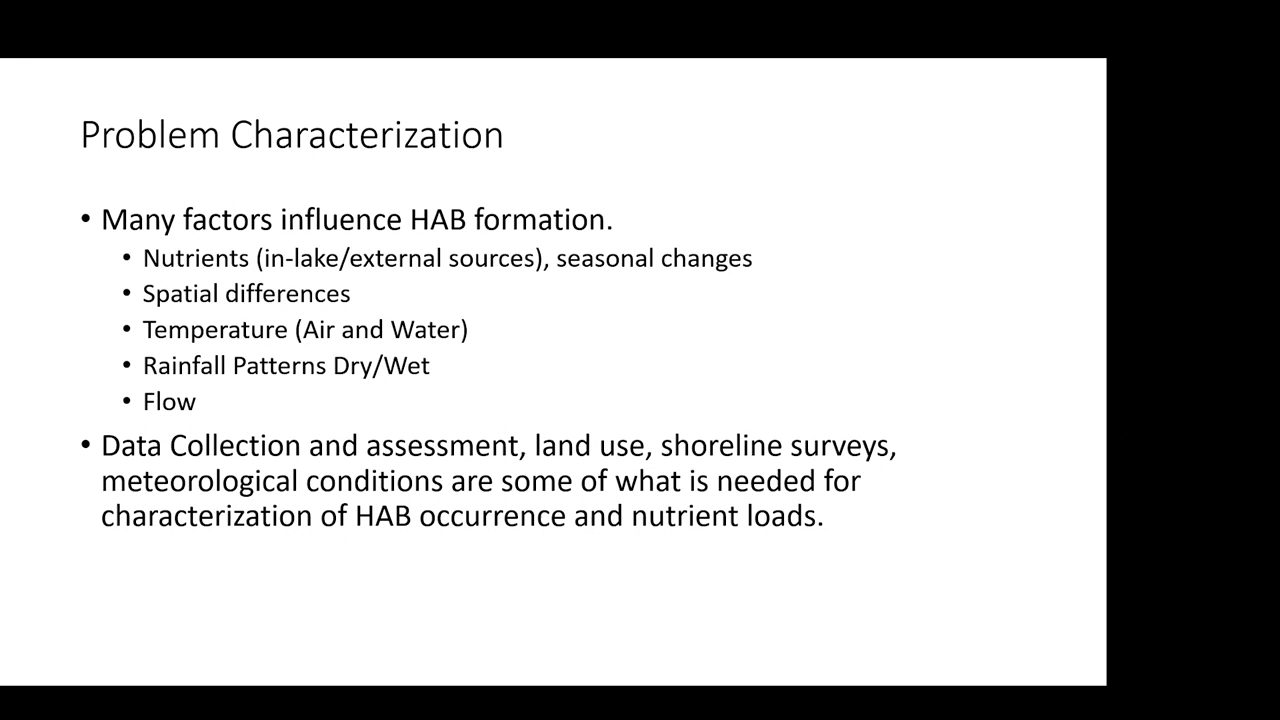 Problem Characterization
• Many factors influence HAB formation.
• Nutrients (in-lake/external sources), seasonal changes
• Spatial differences
• Temperature (Air and Water)
• Rainfall Patterns Dry/Wet
• Flow
• Data Collection and assessment, land use, shoreline surveys,
meteorological conditions are some of what is needed for
characterization of HAB occurrence and nutrient loads.